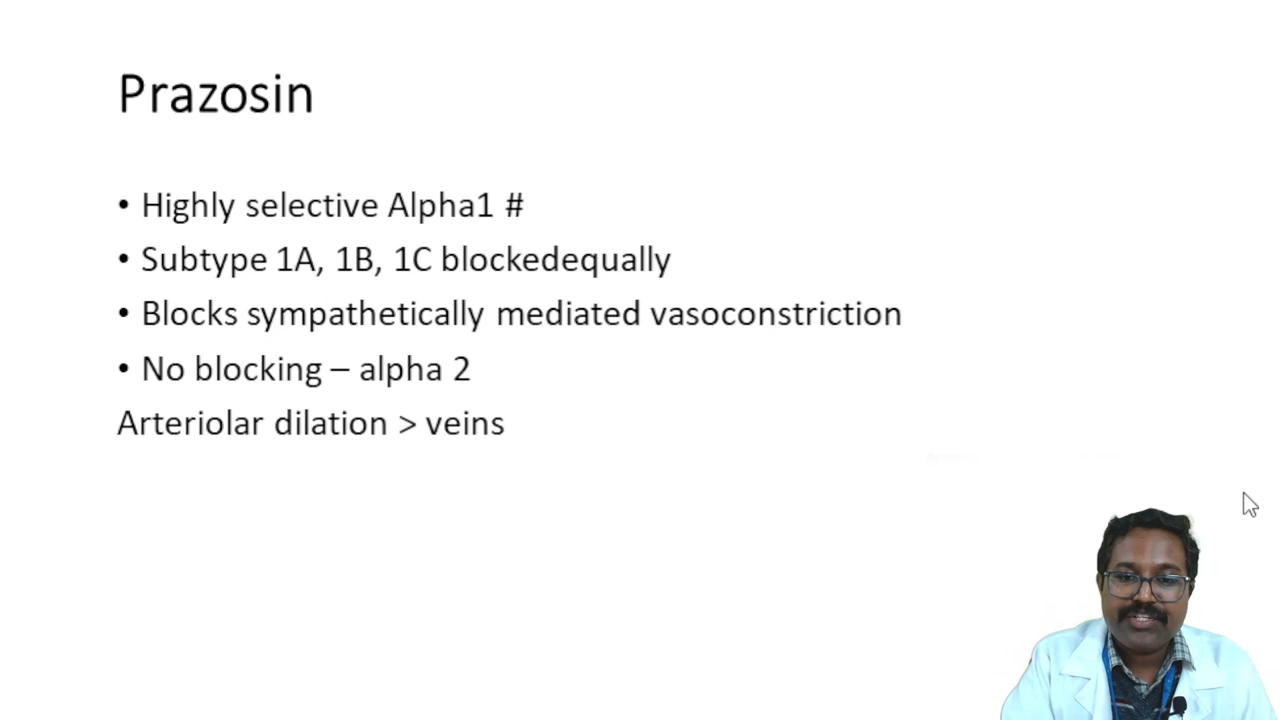 Prazosin
• Highly selective Alpha1 #
• Subtype 1A, 1B, 1C blockedequally
• Blocks sympathetically mediated vasoconstriction
• No blocking – alpha 2
Arteriolar dilation > veins